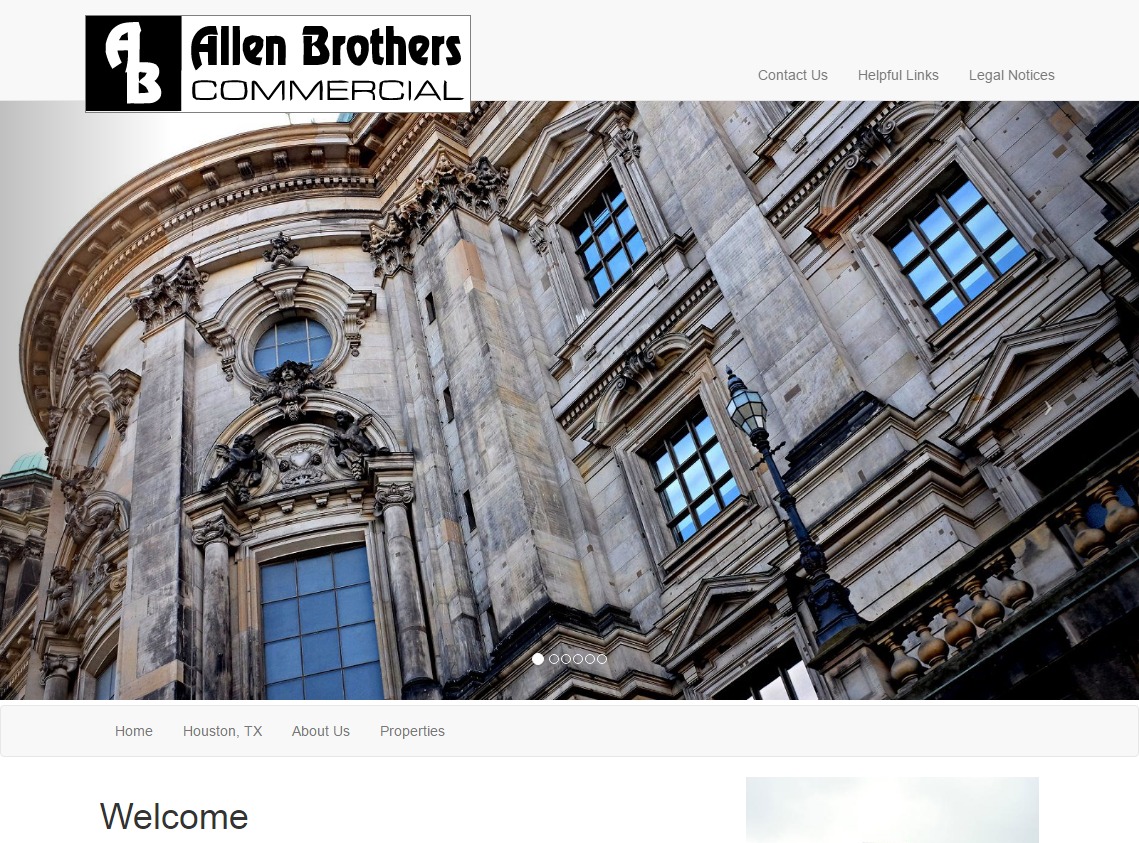 AB
Allen Brothers
COMMERCIAL
Contact Us Helpful Links Legal Notices
Home Houston, TX About Us Properties
Welcome